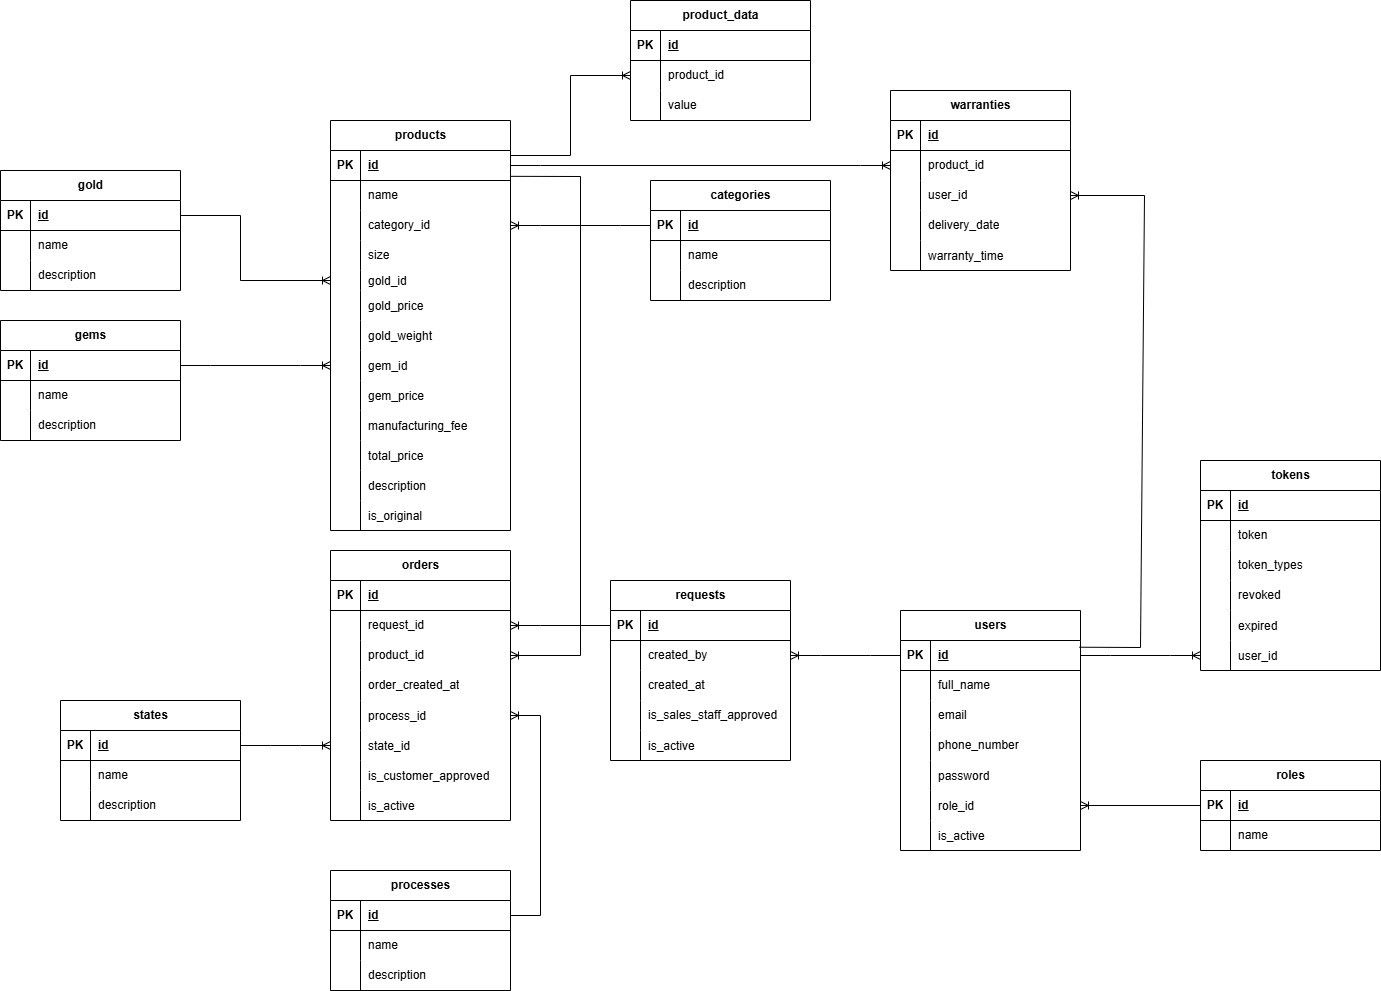 product_data
PK id
product_id
value
warranties
PK id
product_id
user_id
delivery_date
warranty_time
products
PK id
name
category_id
size
gold_id
gold_price
gold_weight
gem_id
gem_price
manufacturing_fee
total_price
description
is_original
gold
PK id
name
description
categories
PK id
name
description
gems
PK id
name
description
tokens
PK id
token
token_types
revoked
expired
user_id
orders
PK id
request_id
product_id
order_created_at
process_id
state_id
is_customer_approved
is_active
requests
PK id
created_by
created_at
is_sales_staff_approved
is_active
users
PK id
full_name
email
phone_number
password
role_id
is_active
states
PK id
name
description
roles
PK id
name
processes
PK id
name
description